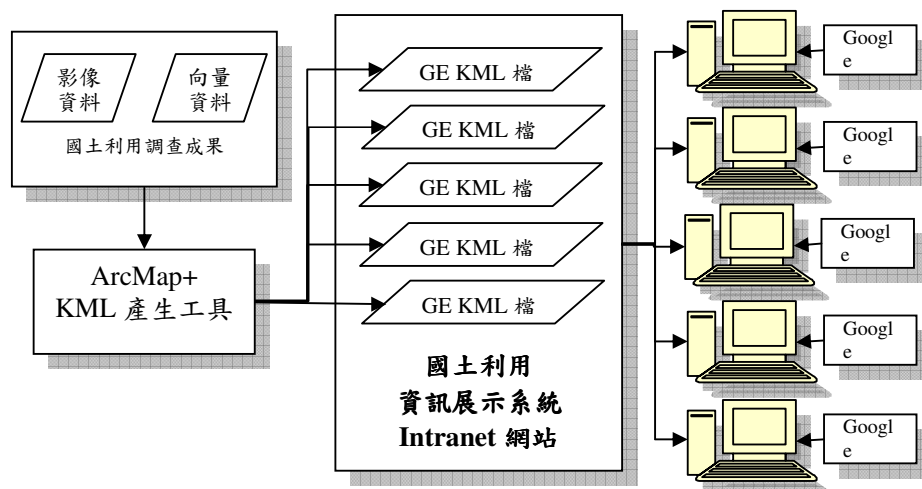 影像
資料
向量
資料
國土利用調查成果
ArcMap+
KML 產生工具
GE KML 檔
GE KML 檔
GE KML 檔
GE KML 檔
GE KML 檔
國土利用
資訊展示系統
Intranet 網站
Googl
e
Googl
e
Googl
e
Googl
e
Googl
e